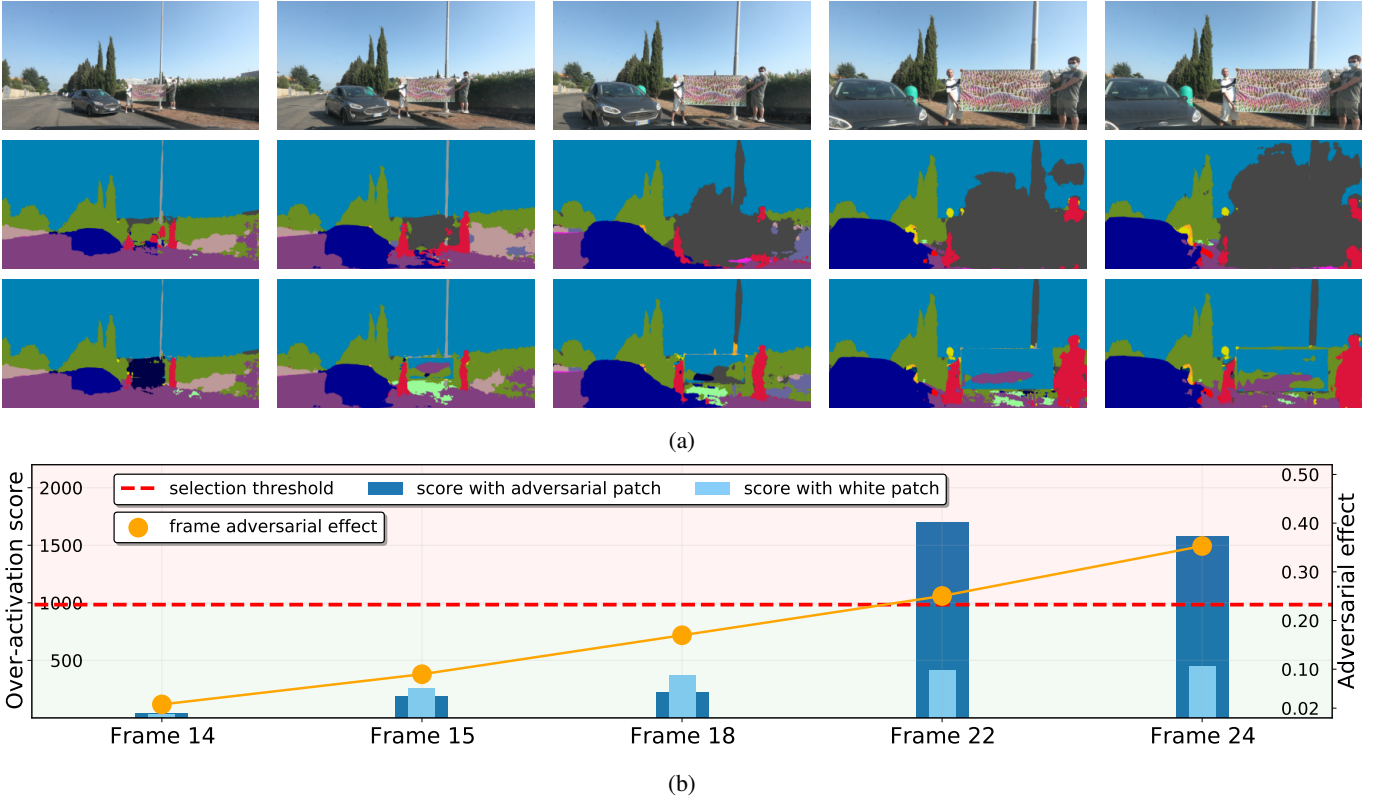 (a)
Over-activation score
2000
1500
1000
500
selection threshold
score with adversarial patch
score with white patch
frame adversarial effect
0.50
0.40
0.30
0.20
0.10
0.02
Adversarial effect
Frame 14
Frame 15
Frame 18
Frame 22
Frame 24
(b)